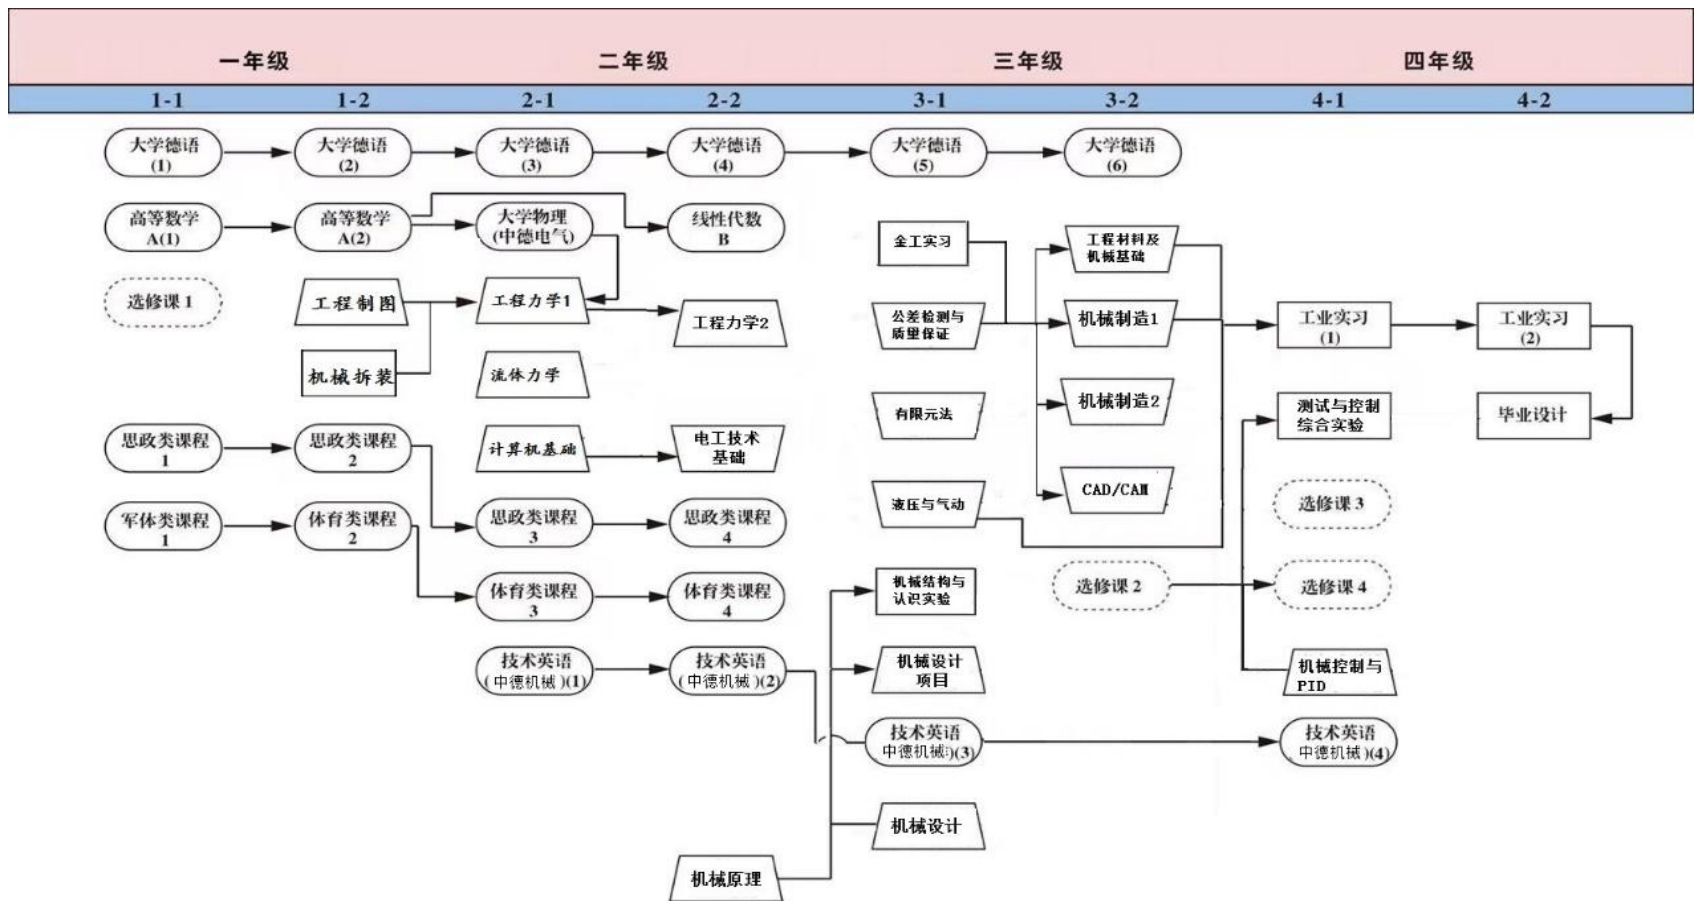 一年级
二年级
三年级
四年级
1-1
1-2
2-1
2-2
3-1
3-2
4-1
4-2
大学德语
(1)
大学德语
(2)
大学德语
(3)
大学德语
(4)
大学德语
(5)
大学德语
(6)
高等数学
A(1)
高等数学
A(2)
大学物理
(中德电气)
线性代数
B
金工实习
工程材料及
机械基础
选修课 1
工程制图
工程力学1
工程力学2
公差检测与
质量保证
机械制造1
工业实习
(1)
工业实习
(2)
机械拆装
流体力学
有限元法
机械制造2
测试与控制
综合实验
毕业设计
思政类课程
1
思政类课程
2
计算机基础
电工技术
基础
液压与气动
CAD/CAM
选修课 3
军体类课程
1
体育类课程
2
思政类课程
3
思政类课程
4
体育类课程
3
体育类课程
4
机械结构与
认识实验
选修课 2
选修课 4
技术英语
(中德机械)(1)
技术英语
(中德机械)(2)
机械设计
项目
机械控制与
PID
技术英语
中德机械)(3)
技术英语
中德机械)(4)
机械设计
机械原理